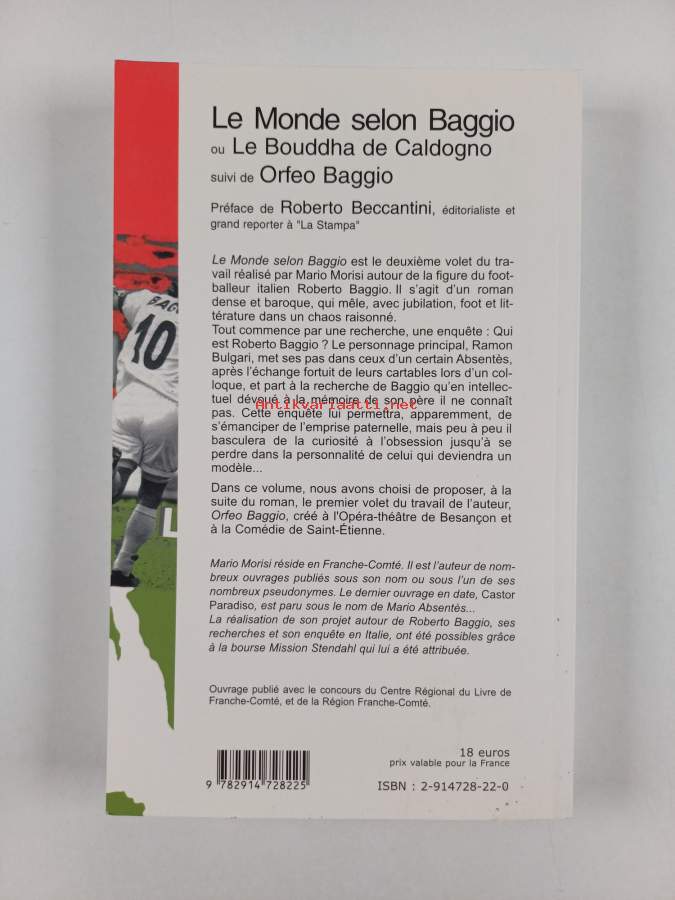 Le Monde selon Baggio
ou Le Bouddha de Caldogno
suivi de Orfeo Baggio
Préface de Roberto Beccantini, éditorialiste et
grand reporter à "La Stampa"
Le Monde selon Baggio est le deuxième volet du tra-
vail réalisé par Mario Morisi autour de la figure du foot-
balleur italien Roberto Baggio. Il s'agit d'un roman
dense et baroque, qui mêle, avec jubilation, foot et lit-
térature dans un chaos raisonné.
Tout commence par une recherche, une enquête : Qui
est Roberto Baggio ? Le personnage principal, Ramon
Bulgari, met ses pas dans ceux d'un certain Absentès,
après l'échange fortuit de leurs cartables lors d'un col-
loque, et part à la recherche de Baggio qu'en intellec-
tuel dévoué à la mémoire de son père il ne connaît
pas. Cette enquête lui permettra, apparemment, de
s'émanciper de l'emprise paternelle, mais peu à peu il
basculera de la curiosité à l'obsession jusqu'à se
perdre dans la personnalité de celui qui deviendra un
modèle...
Dans ce volume, nous avons choisi de proposer, à la
suite du roman, le premier volet du travail de l'auteur,
Orfeo Baggio, créé à l'Opéra-théâtre de Besançon et
à la Comédie de Saint-Étienne.
Mario Morisi réside en Franche-Comté. Il est l'auteur de nom-
breux ouvrages publiés sous son nom ou sous l'un de ses
nombreux pseudonymes. Le dernier ouvrage en date, Castor
Paradiso, est paru sous le nom de Mario Absentès...
La réalisation de son projet autour de Roberto Baggio, ses
recherches et son enquête en Italie, ont été possibles grâce
à la bourse Mission Stendahl qui lui a été attribuée.
Ouvrage publié avec le concours du Centre Régional du Livre de
Franche-Comté, et de la Région Franche-Comté.
18 euros
prix valable pour la France
9 782914 728225
ISBN : 2-914728-22-0
BAGG
10
L
Antikvariaatti.net